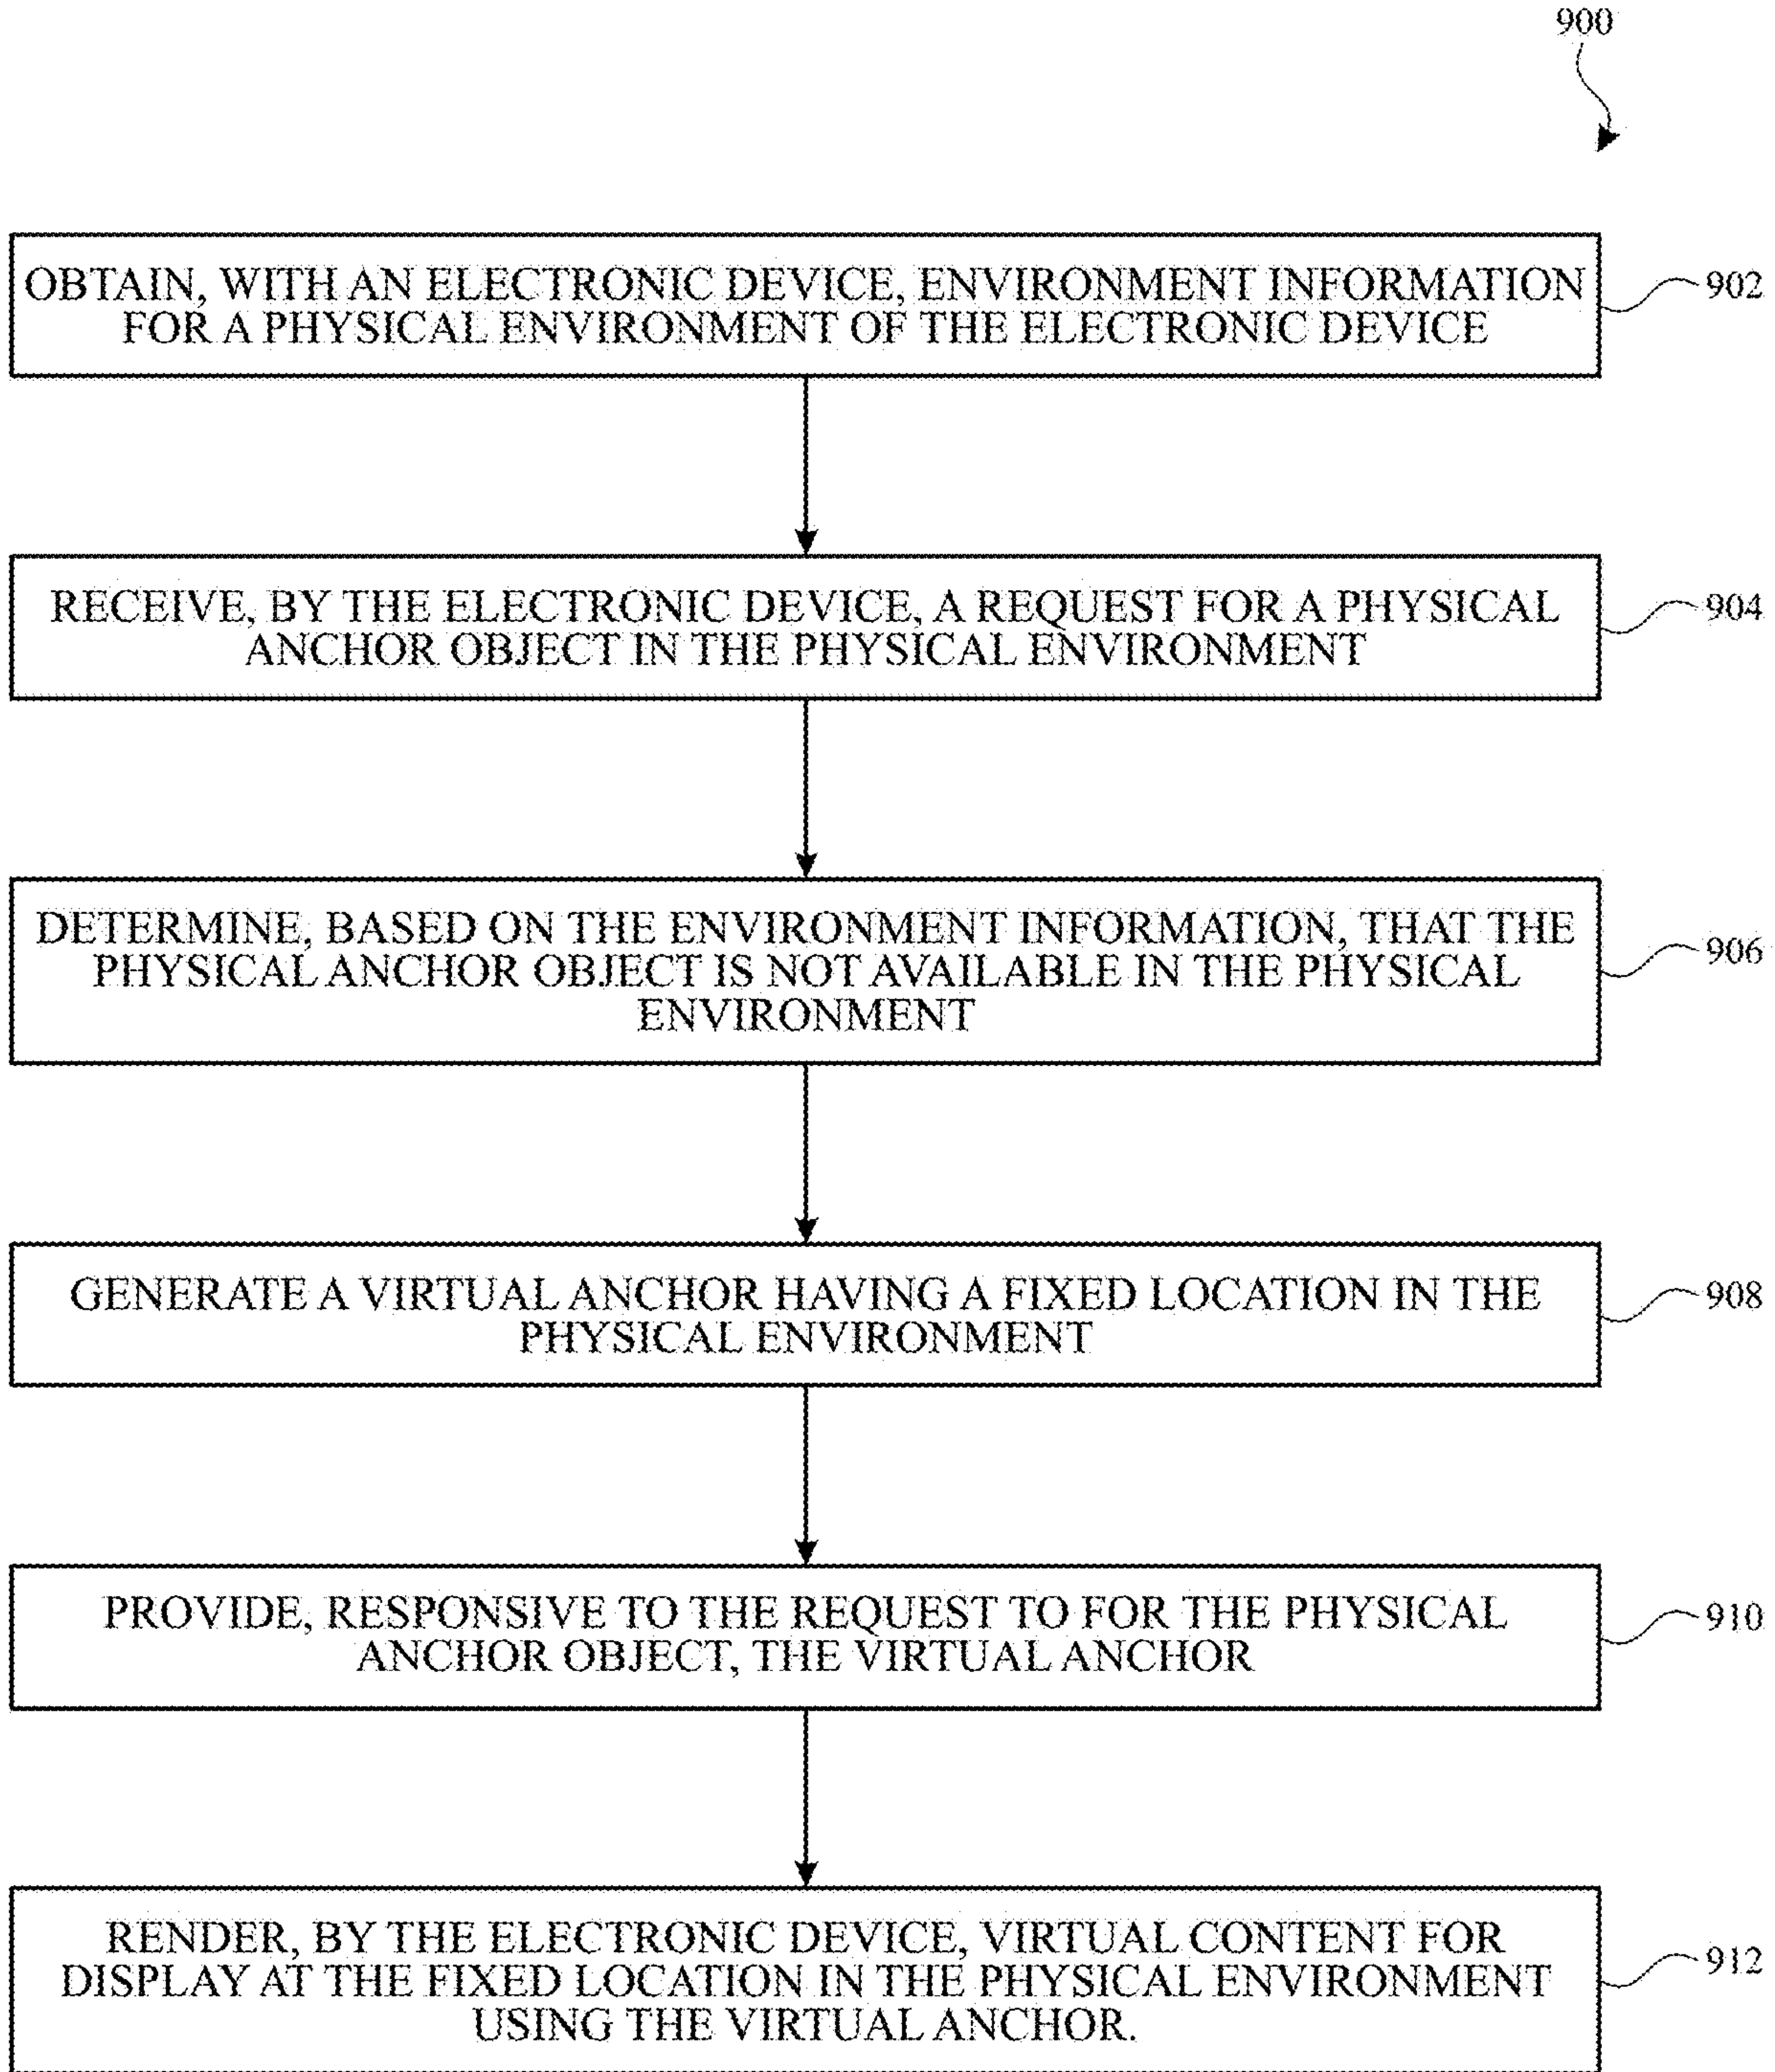 900
OBTAIN, WITH AN ELECTRONIC DEVICE, ENVIRONMENT INFORMATION
FOR A PHYSICAL ENVIRONMENT OF THE ELECTRONIC DEVICE
902
RECEIVE, BY THE ELECTRONIC DEVICE, A REQUEST FOR A PHYSICAL
ANCHOR OBJECT IN THE PHYSICAL ENVIRONMENT
904
DETERMINE, BASED ON THE ENVIRONMENT INFORMATION, THAT THE
PHYSICAL ANCHOR OBJECT IS NOT AVAILABLE IN THE PHYSICAL
ENVIRONMENT
906
GENERATE A VIRTUAL ANCHOR HAVING A FIXED LOCATION IN THE
PHYSICAL ENVIRONMENT
908
PROVIDE, RESPONSIVE TO THE REQUEST TO FOR THE PHYSICAL
ANCHOR OBJECT, THE VIRTUAL ANCHOR
910
RENDER, BY THE ELECTRONIC DEVICE, VIRTUAL CONTENT FOR
DISPLAY AT THE FIXED LOCATION IN THE PHYSICAL ENVIRONMENT
USING THE VIRTUAL ANCHOR.
912